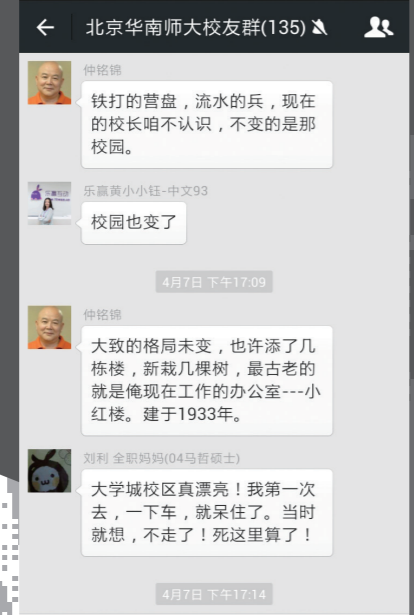 北京华南师大校友群(135)
仲铭锦
铁打的营盘，流水的兵，现在
的校长咱不认识，不变的是那
校园。
乐赢黄小小钰-中文93
校园也变了
4月7日 下午17:09
仲铭锦
大致的格局未变，也许添了几
栋楼，新栽几棵树，最古老的
就是俺现在工作的办公室---小
红楼。建于1933年。
刘利 全职妈妈(04马哲硕士)
大学城校区真漂亮！我第一次
去，一下车，就呆住了。当时
就想，不走了！死这里算了！
4月7日 下午17:14